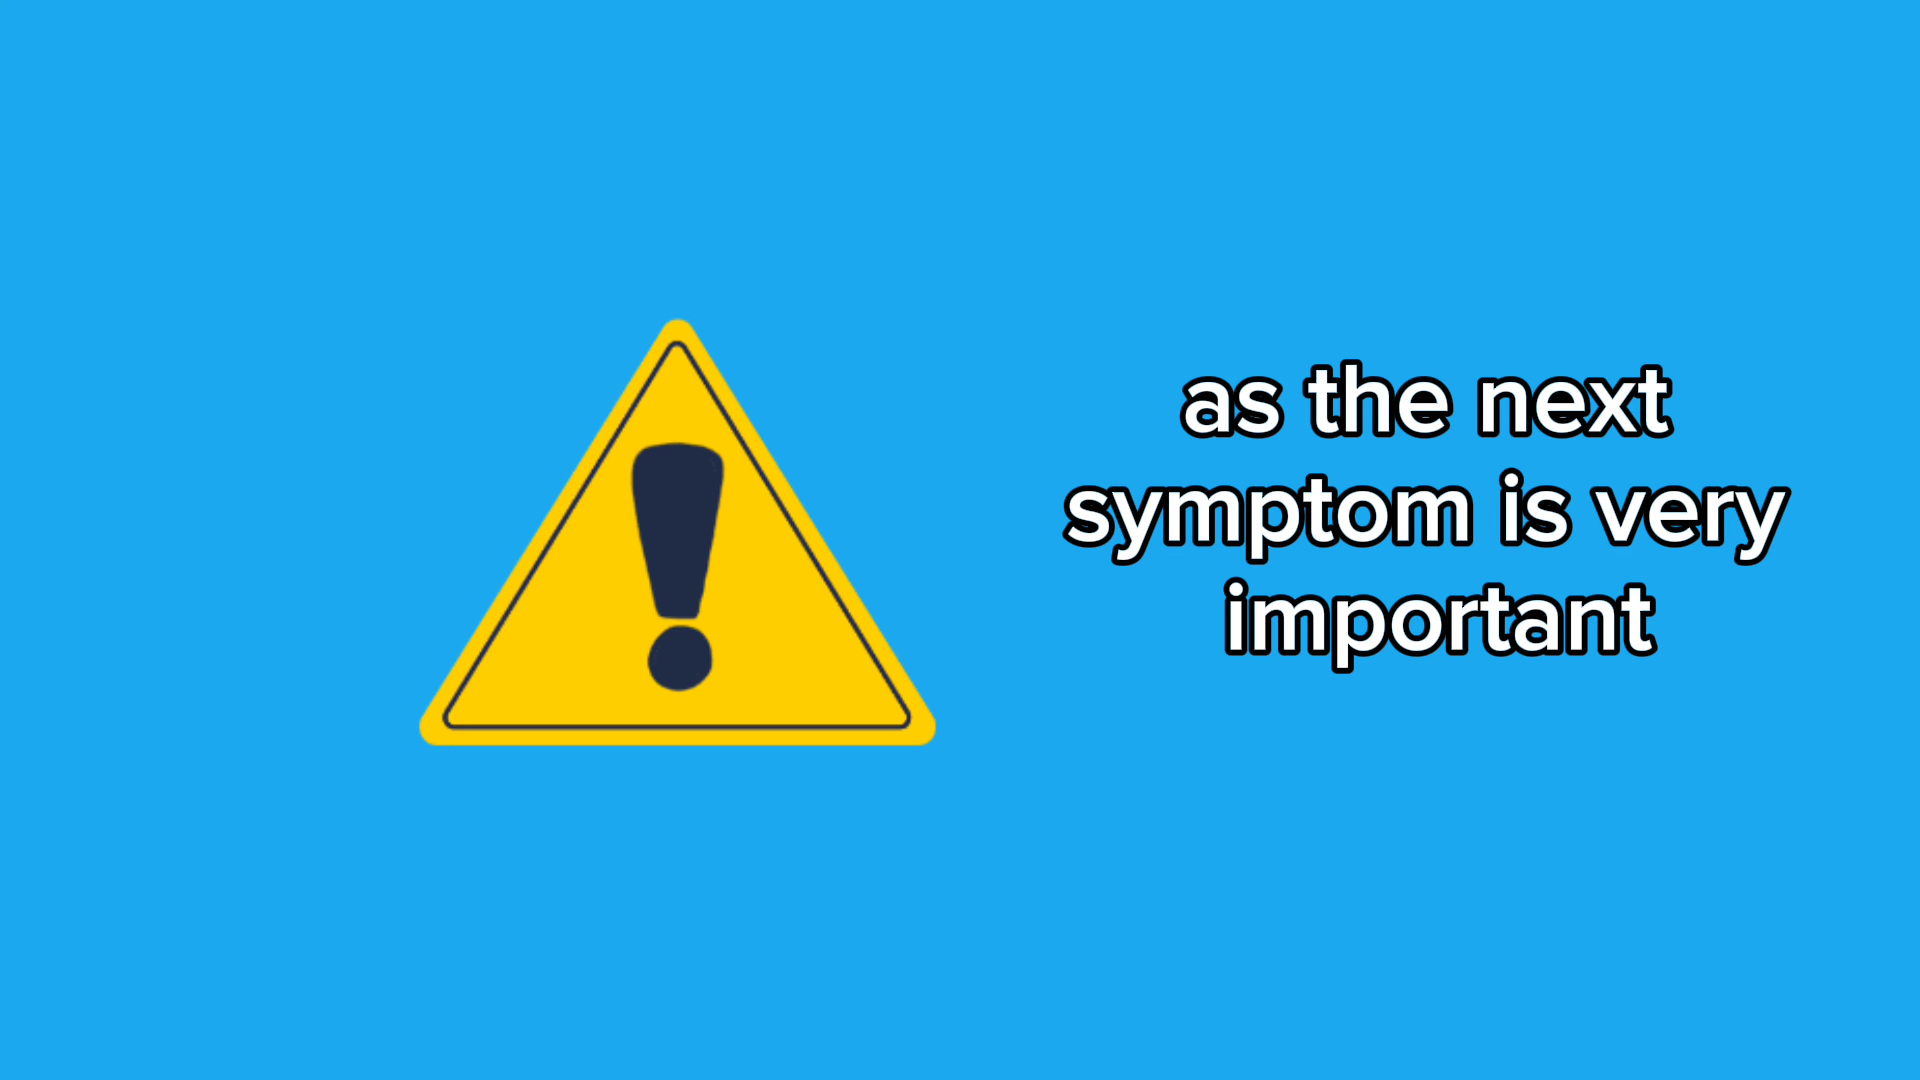 as the next
symptom is very
important